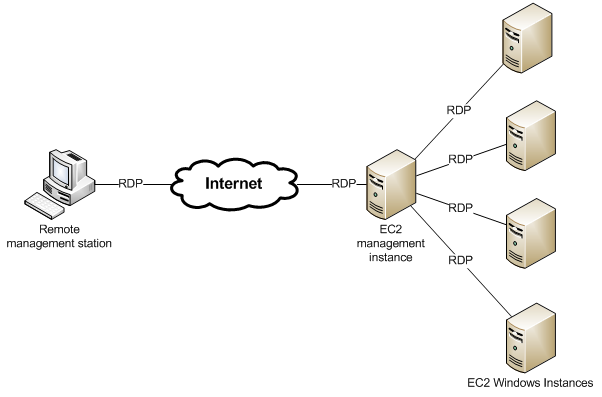 RDP
Internet
RDP
RDP
RDP
RDP
RDP
Remote
management station
EC2
management
instance
EC2 Windows Instances